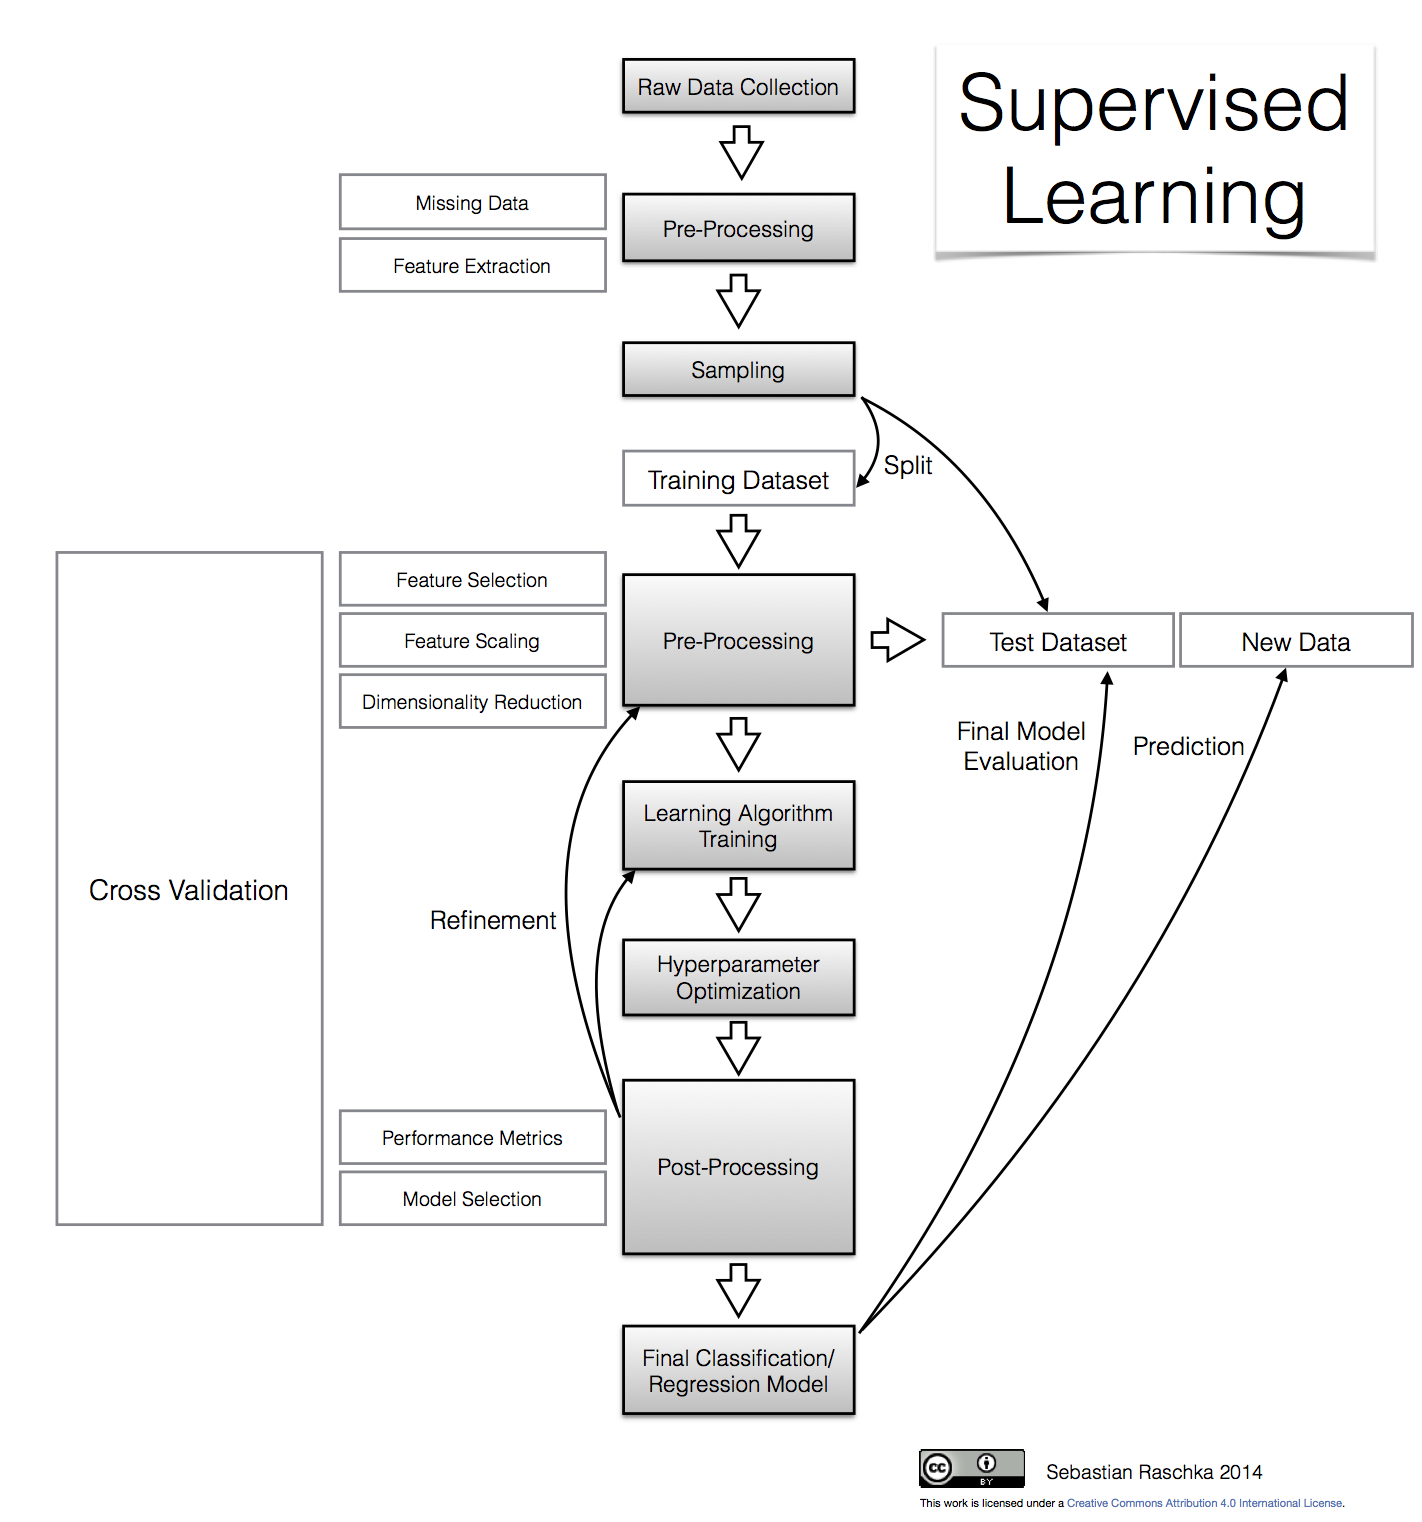 Supervised
Learning
Raw Data Collection
Missing Data
Feature Extraction
Pre-Processing
Sampling
Split
Training Dataset
Cross Validation
Feature Selection
Feature Scaling
Dimensionality Reduction
Pre-Processing
Test Dataset
New Data
Final Model
Evaluation
Prediction
Learning Algorithm
Training
Refinement
Hyperparameter
Optimization
Performance Metrics
Model Selection
Post-Processing
Final Classification/
Regression Model
cc
BY
Sebastian Raschka 2014
This work is licensed under a Creative Commons Attribution 4.0 International License.